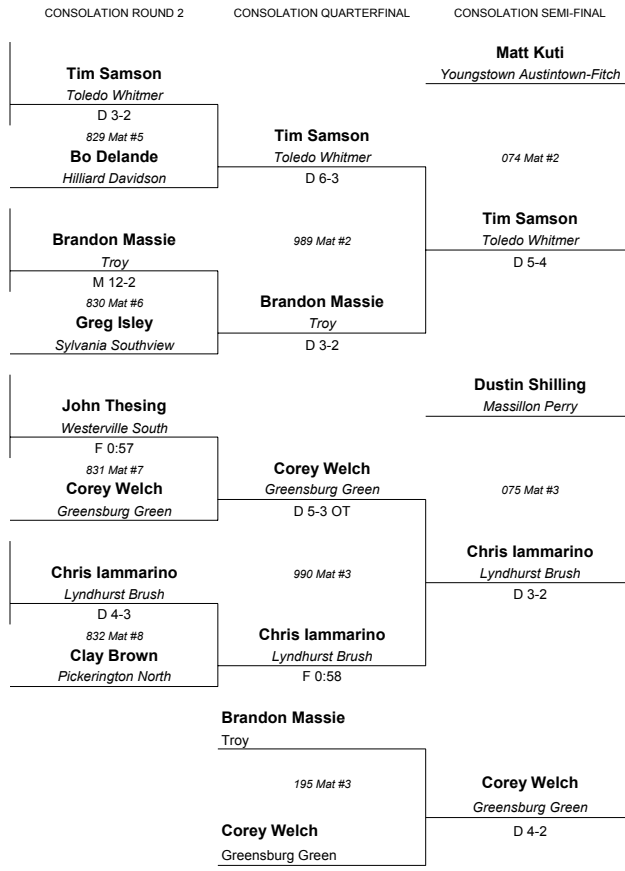 CONSOLATION ROUND 2 CONSOLATION QUARTERFINAL CONSOLATION SEMI-FINAL
Matt Kuti
Youngstown Austintown-Fitch
Tim Samson
Toledo Whitmer
D 3-2
829 Mat #5
Bo Delande
Hilliard Davidson
Tim Samson
Toledo Whitmer
D 6-3
074 Mat #2
Tim Samson
Toledo Whitmer
D 5-4
Brandon Massie
Troy
M 12-2
830 Mat #6
Greg Isley
Sylvania Southview
989 Mat #2
Brandon Massie
Troy
D 3-2
Dustin Shilling
Massillon Perry
John Thesing
Westerville South
F 0:57
831 Mat #7
Corey Welch
Greensburg Green
Corey Welch
Greensburg Green
D 5-3 OT
075 Mat #3
Chris Iammarino
Lyndhurst Brush
D 3-2
Chris Iammarino
Lyndhurst Brush
D 4-3
832 Mat #8
Clay Brown
Pickerington North
990 Mat #3
Chris Iammarino
Lyndhurst Brush
F 0:58
Brandon Massie
Troy
195 Mat #3
Corey Welch
Greensburg Green
Corey Welch
Greensburg Green
D 4-2